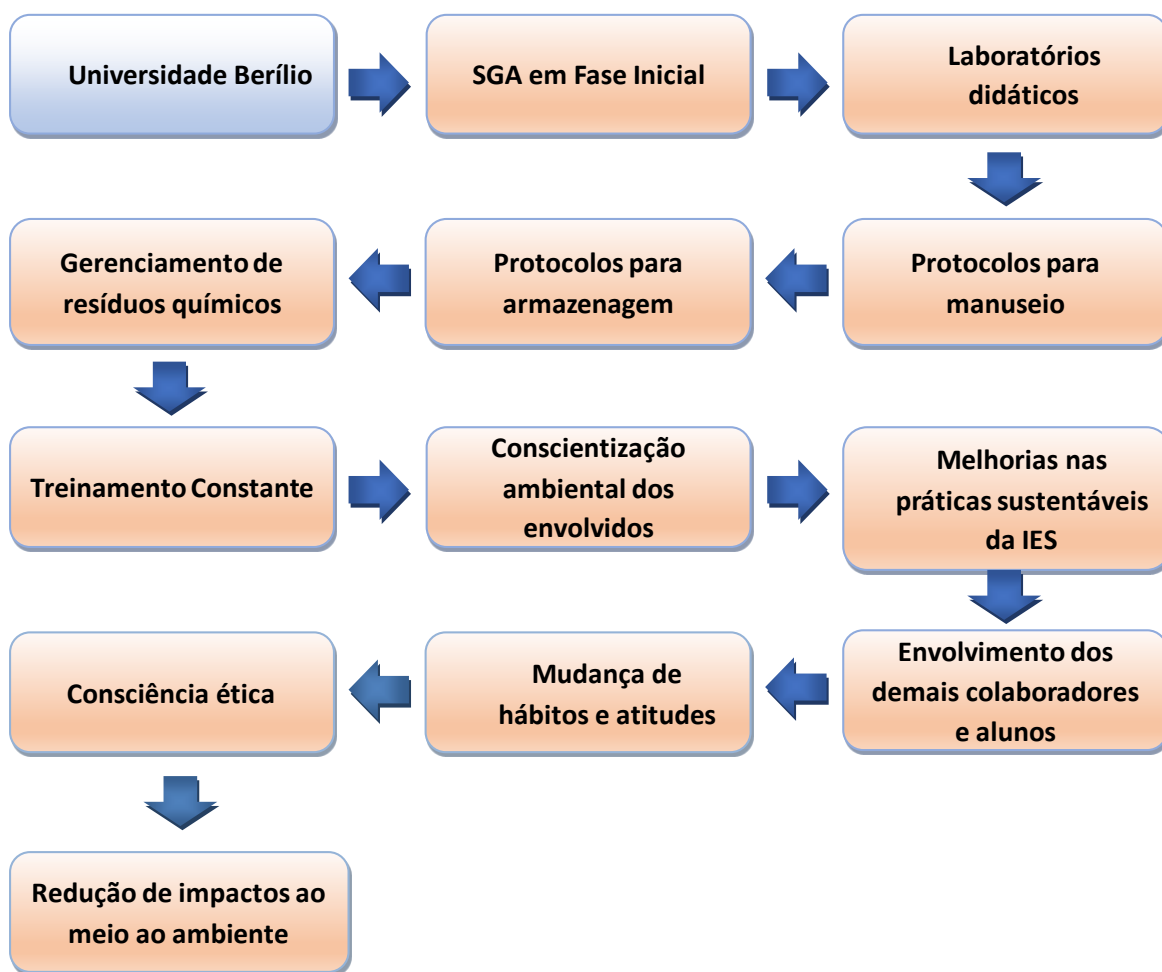 Universidade Berílio
SGA em Fase Inicial
Laboratórios
didáticos
Protocolos para
manuseio
Protocolos para
armazenagem
Gerenciamento de
resíduos químicos
Treinamento Constante
Conscientização
ambiental dos
envolvidos
Melhorias nas
práticas sustentáveis
da IES
Envolvimento dos
demais colaboradores
e alunos
Mudança de
hábitos e atitudes
Consciência ética
Redução de impactos ao
meio ao ambiente